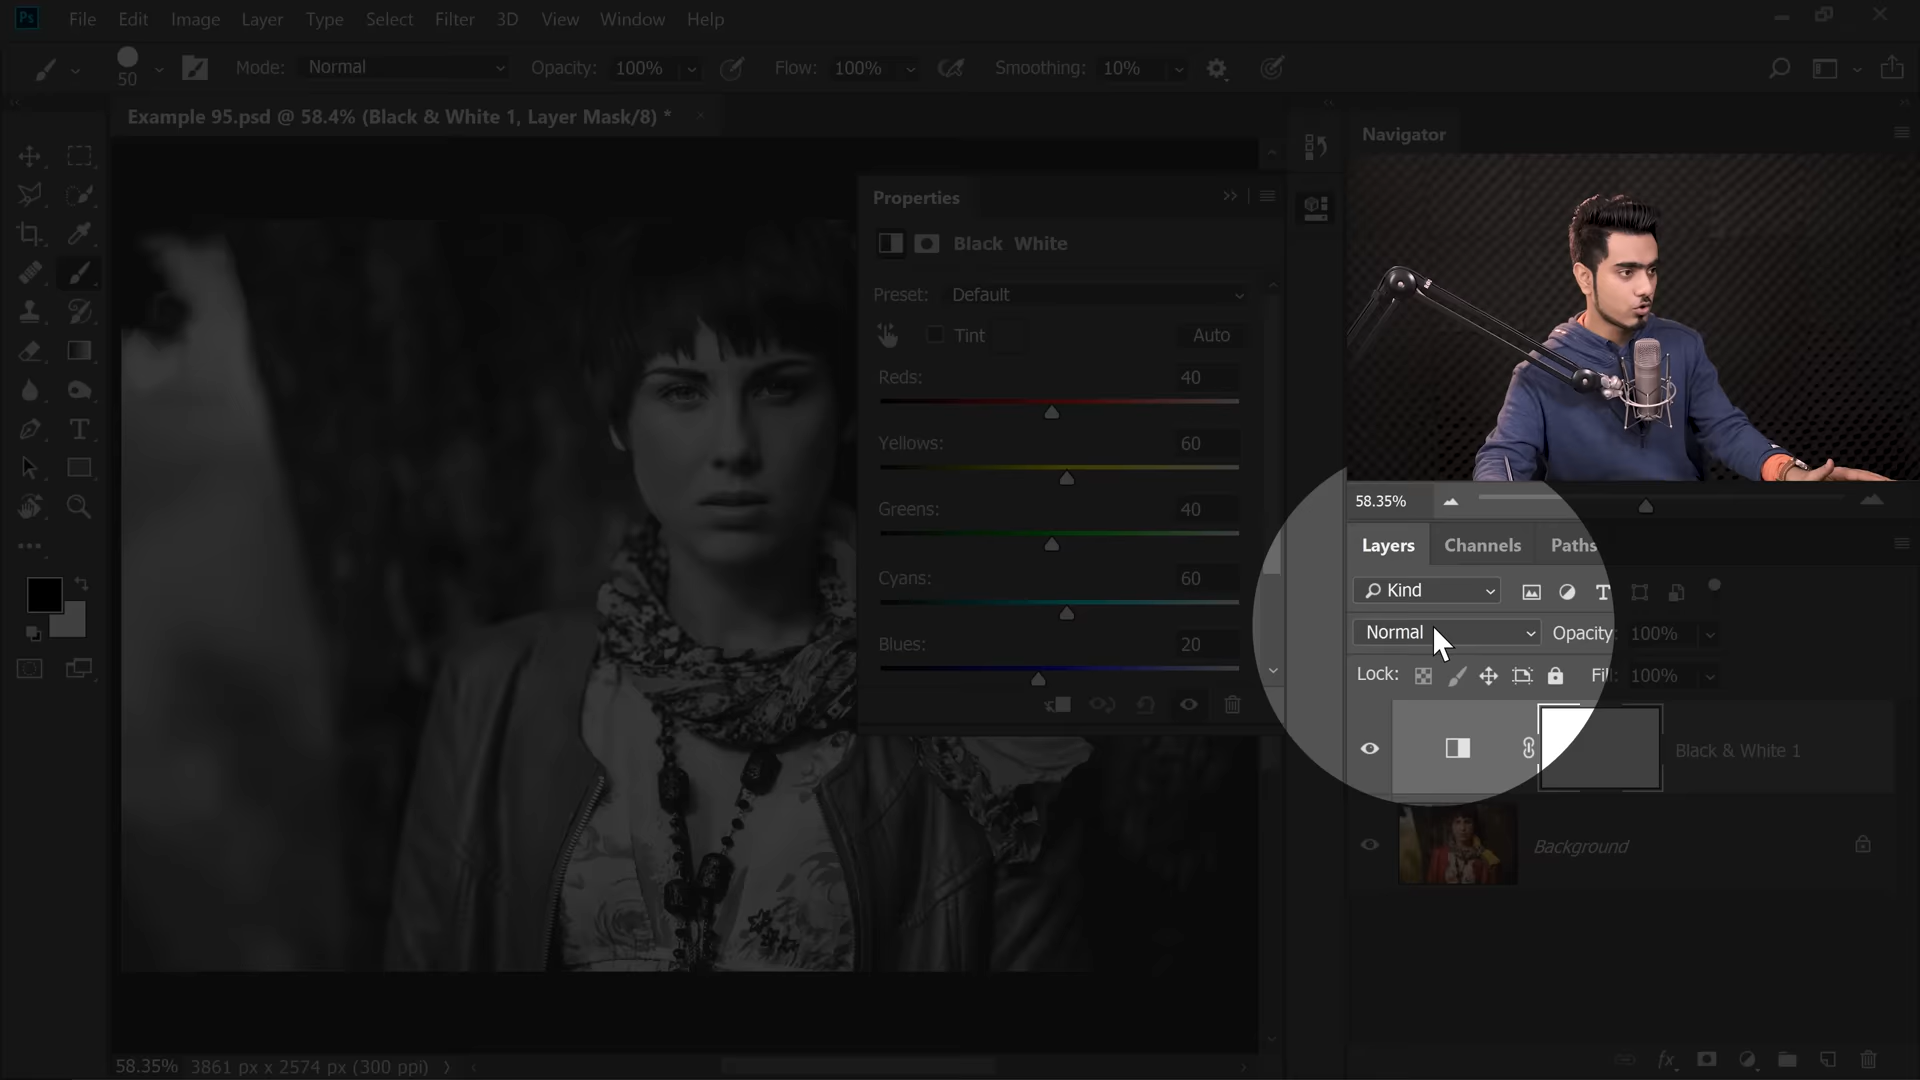 Ps File Edit Image Layer Type Select Filter 3D View Window Help
50 Mode: Normal Opacity: 100% Flow: 100% Smoothing: 10%
Example 95.psd @ 58.4% (Black & White 1, Layer Mask/8) *
Navigator
Properties
Black White
Preset: Default
Tint Auto
Reds: 40
Yellows: 60
Greens: 40
Cyans: 60
Blues: 20
58.35%
Layers Channels Paths
Kind
Normal Opacity: 100%
Lock: Fill: 100%
Black & White 1
Background
58.35% 3861 px x 2574 px (300 ppi)
fx